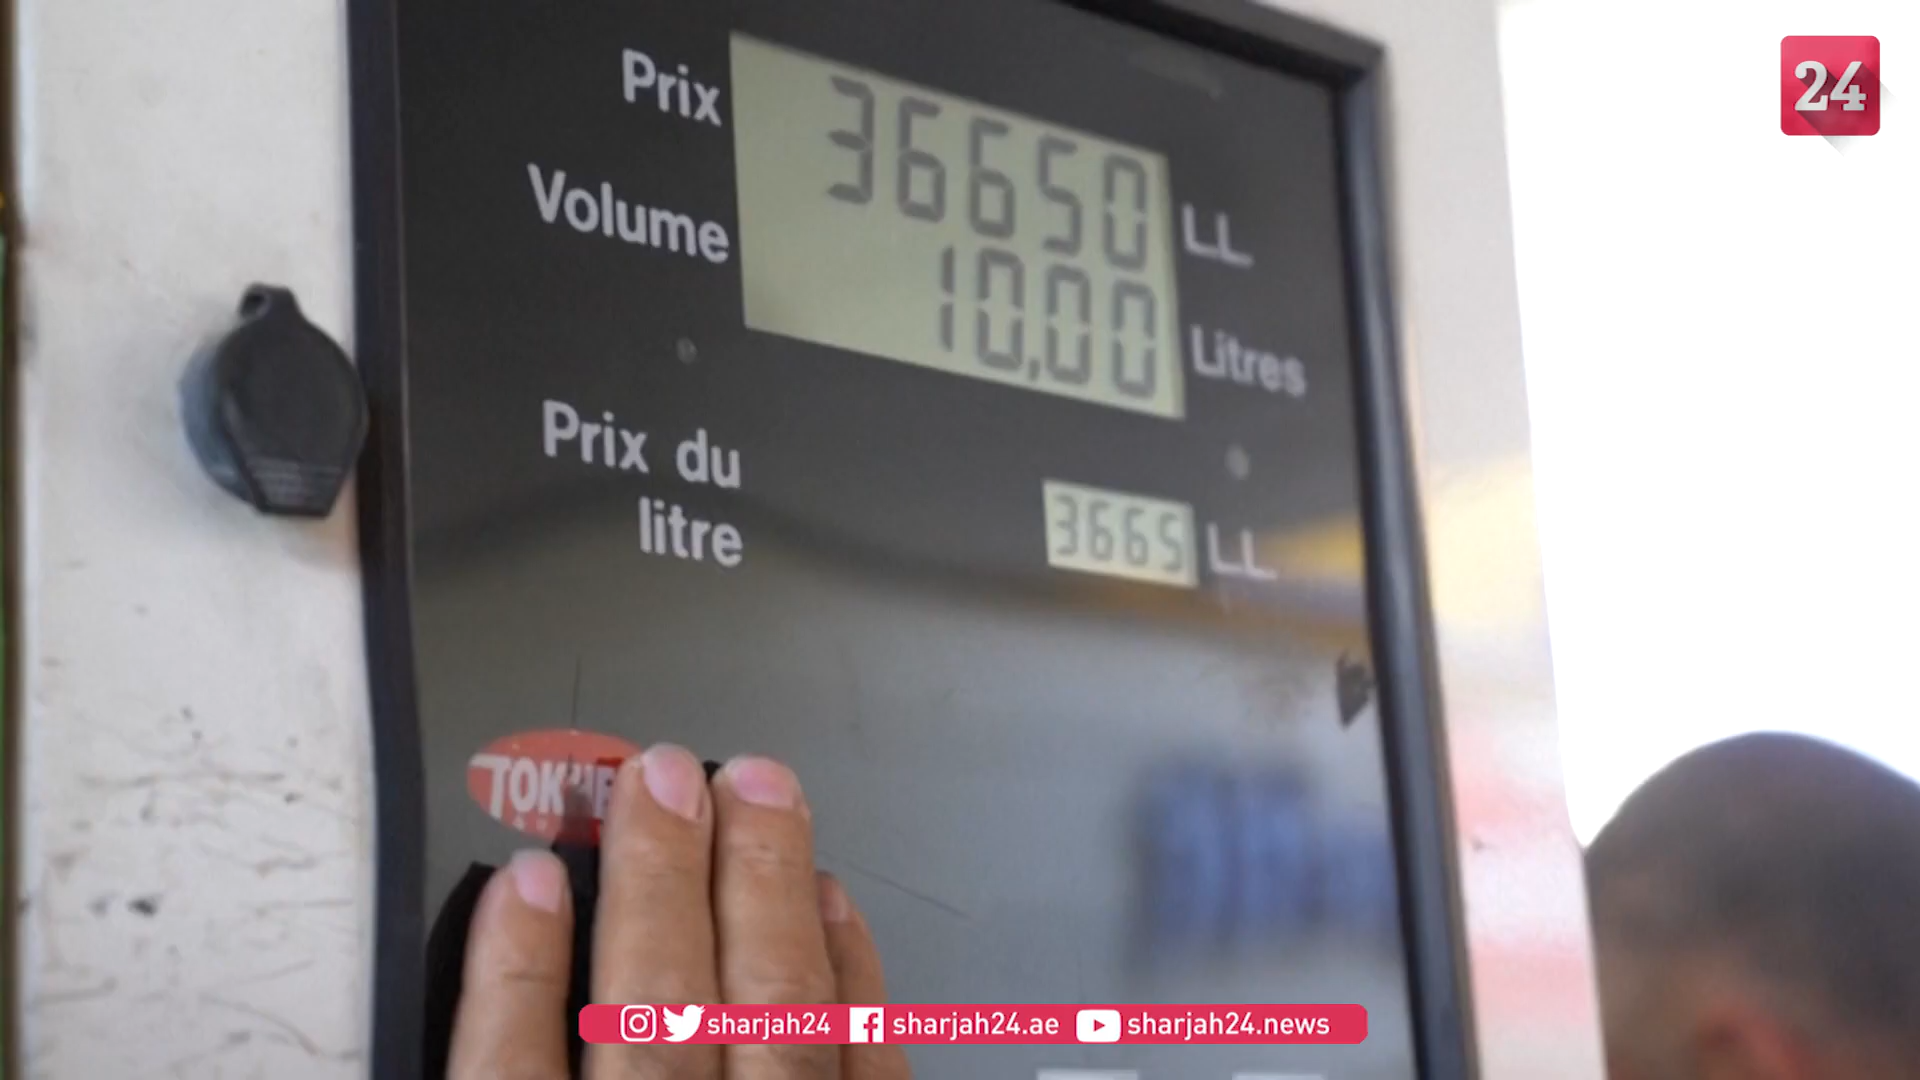 24
Prix 36650 LL
Volume 10,00 Litres
Prix du
litre 3665 LL
sharjah24 sharjah24.ae sharjah24.news